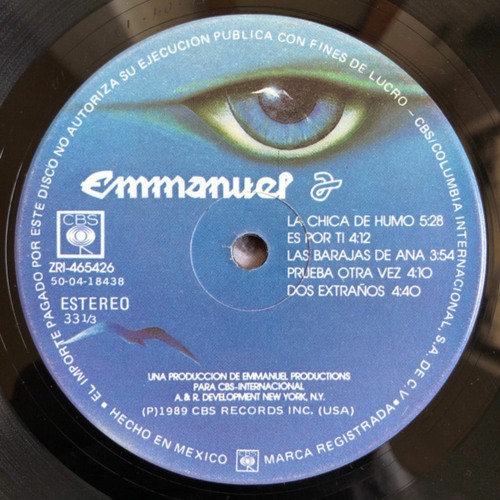 EL IMPORTE PAGADO POR ESTE DISCO NO AUTORIZA SU EJECUCION PUBLICA CON FINES DE LUCRO - CBS/COLUMBIA INTERNACIONAL, S.A. DE C.V.
Emmanuel
LA CHICA DE HUMO 5:28
ES POR TI 4:12
LAS BARAJAS DE ANA 3:54
PRUEBA OTRA VEZ 4:10
DOS EXTRAÑOS 4:40
CBS
ZRI-465426
50-04-18438
ESTEREO
33 1/3
UNA PRODUCCION DE EMMANUEL PRODUCTIONS
PARA CBS-INTERNACIONAL
A. & R. DEVELOPMENT NEW YORK, N.Y.
(P)1989 CBS RECORDS INC. (USA)
• HECHO EN MEXICO CBS MARCA REGISTRADA •